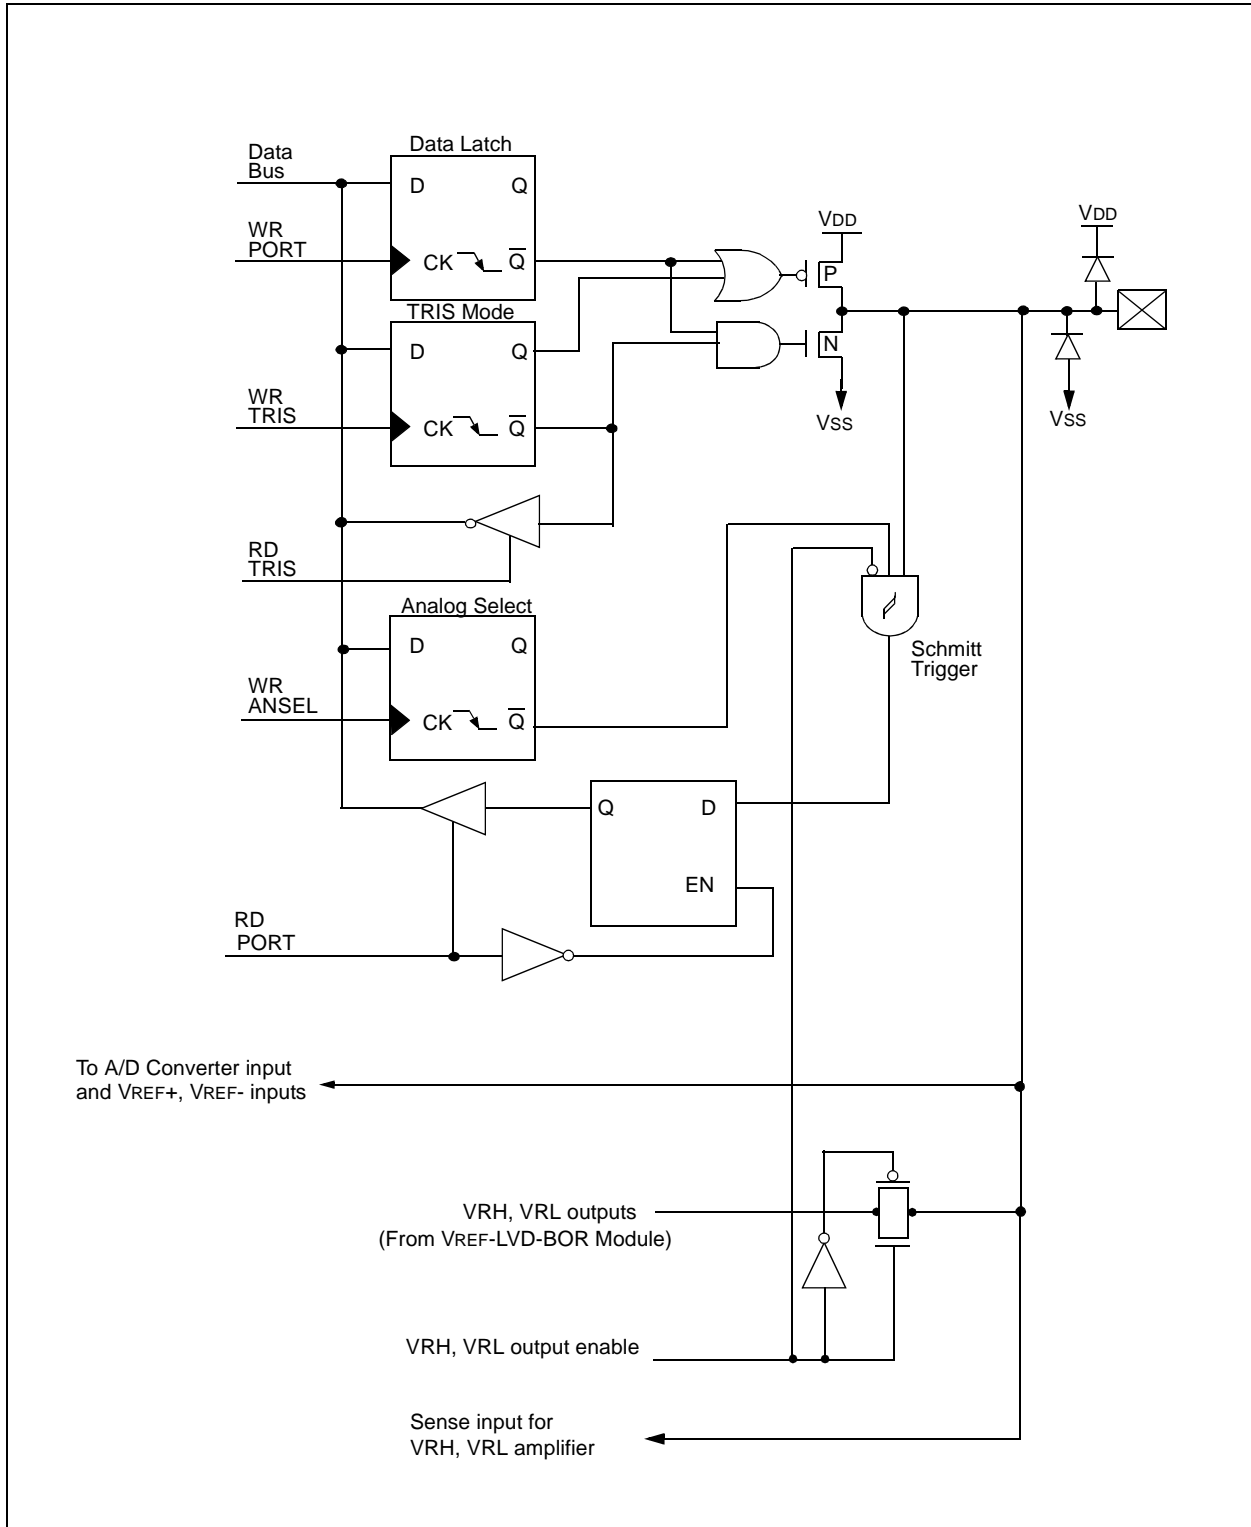 Data
Bus
Data Latch
D
Q
WR
PORT
CK
Q
VDD
VDD
P
TRIS Mode
D
Q
N
WR
TRIS
CK
Q
VSS
VSS
RD
TRIS
Analog Select
D
Q
Schmitt
Trigger
WR
ANSEL
CK
Q
Q
D
EN
RD
PORT
To A/D Converter input
and VREF+, VREF- inputs
VRH, VRL outputs
(From VREF-LVD-BOR Module)
VRH, VRL output enable
Sense input for
VRH, VRL amplifier